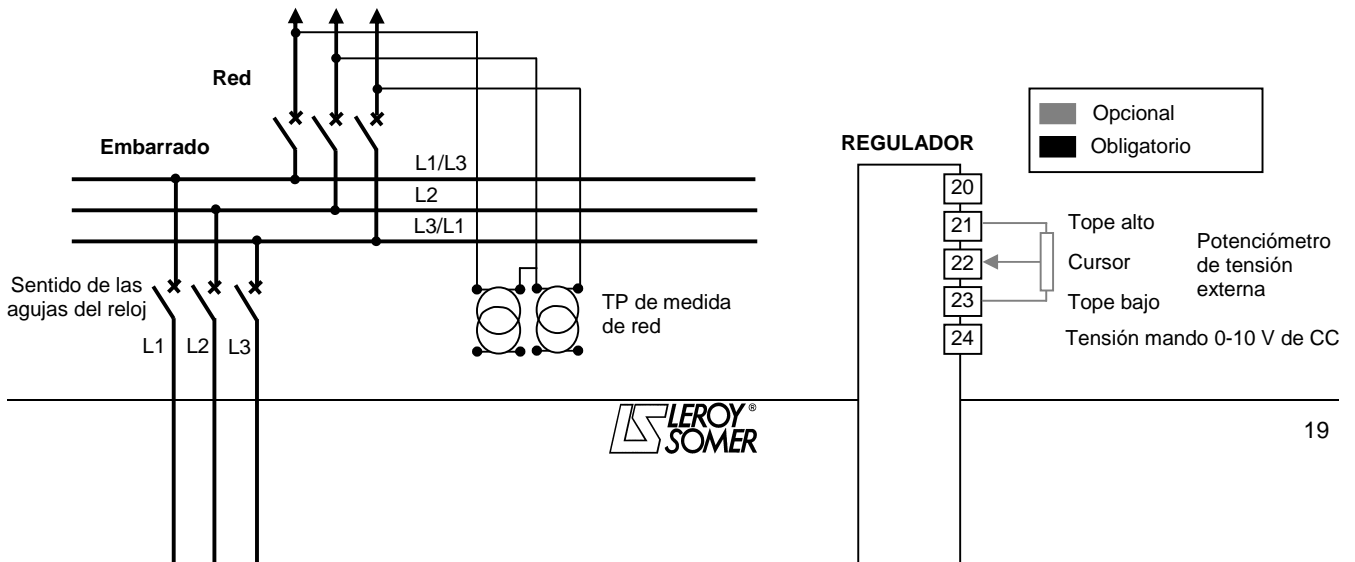 Red
Embarrado
L1/L3
L2
L3/L1
Sentido de las
agujas del reloj
L1
L2
L3
TP de medida
de red
Opcional
Obligatorio
REGULADOR
20
21
Tope alto
22
Cursor
23
Tope bajo
24
Potenciómetro
de tensión
externa
Tensión mando 0-10 V de CC
LEROY®
SOMER
19